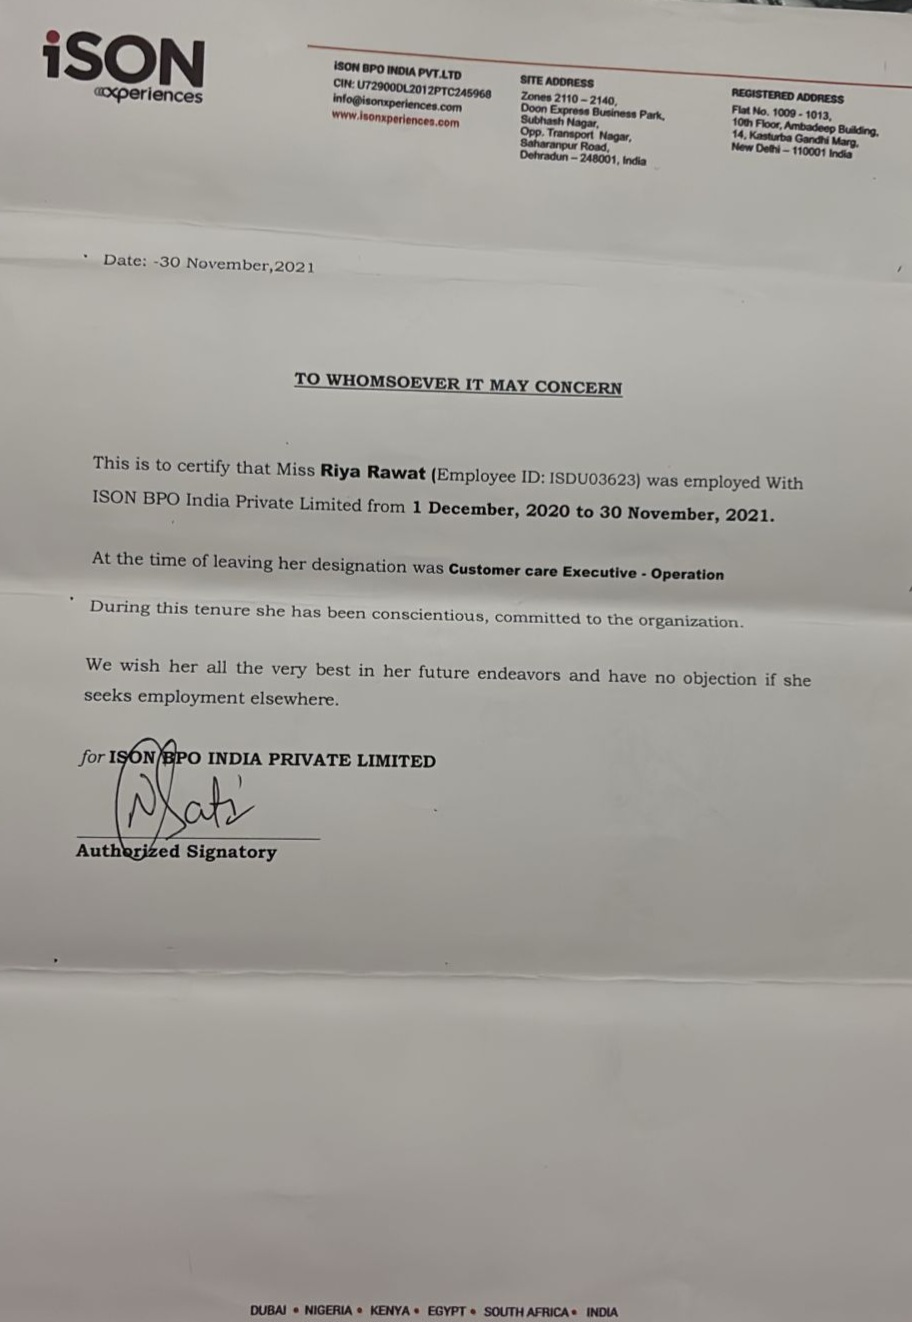 iSON
experiences
iSON BPO INDIA PVT.LTD
CIN: U72900DL2012PTC245968
info@isonxperiences.com
www.isonxperiences.com
SITE ADDRESS
Zones 2110 – 2140,
Doon Express Business Park,
Subhash Nagar,
Opp. Transport Nagar,
Saharanpur Road,
Dehradun – 248001, India
REGISTERED ADDRESS
Flat No. 1009 - 1013,
10th Floor, Ambadeep Building,
14, Kasturba Gandhi Marg,
New Delhi – 110001 India
Date: -30 November,2021
TO WHOMSOEVER IT MAY CONCERN
This is to certify that Miss Riya Rawat (Employee ID: ISDU03623) was employed With
ISON BPO India Private Limited from 1 December, 2020 to 30 November, 2021.
At the time of leaving her designation was Customer care Executive - Operation
During this tenure she has been conscientious, committed to the organization.
We wish her all the very best in her future endeavors and have no objection if she
seeks employment elsewhere.
for ISON BPO INDIA PRIVATE LIMITED
Authorized Signatory
DUBAI • NIGERIA • KENYA • EGYPT • SOUTH AFRICA • INDIA